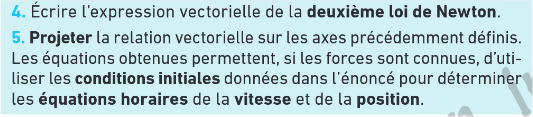 4. Écrire l'expression vectorielle de la deuxième loi de Newton.
5. Projeter la relation vectorielle sur les axes précédemment définis.
Les équations obtenues permettent, si les forces sont connues, d'uti-
liser les conditions initiales données dans l'énoncé pour déterminer
les équations horaires de la vitesse et de la position.